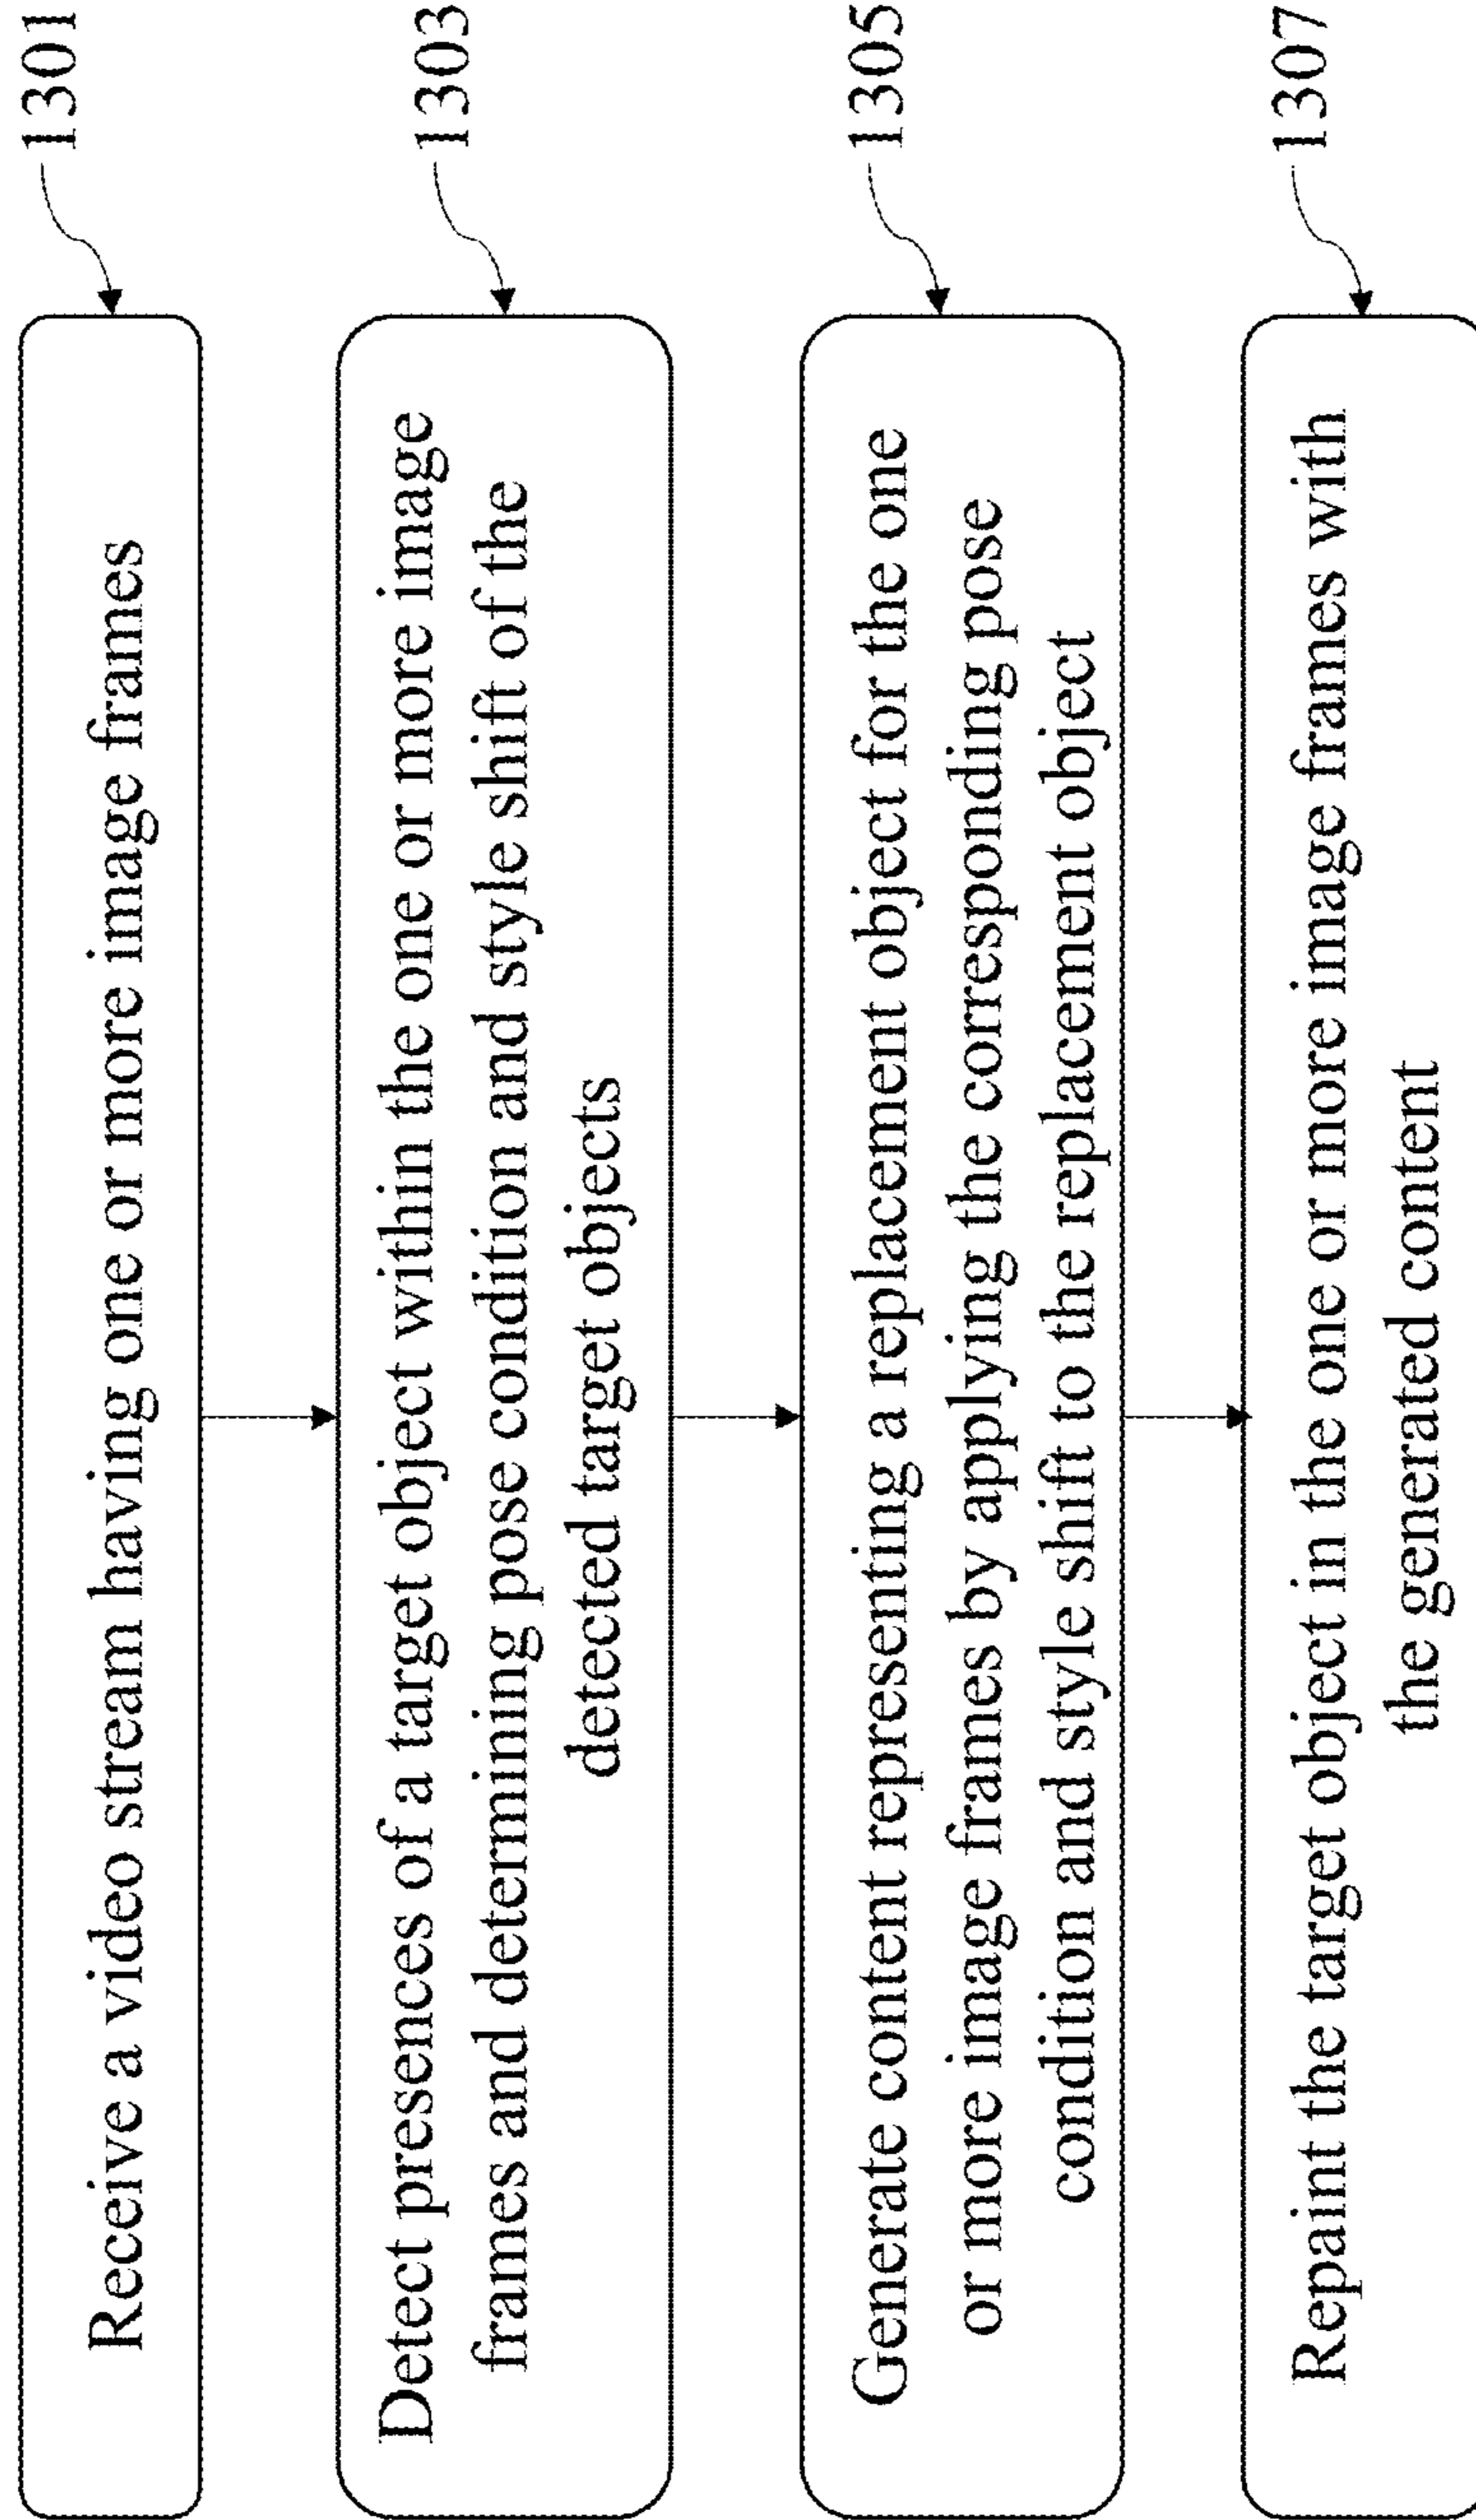 Receive a video stream having one or more image frames
1301
Detect presences of a target object within the one or more image
frames and determining pose condition and style shift of the
detected target objects
1303
Generate content representing a replacement object for the one
or more image frames by applying the corresponding pose
condition and style shift to the replacement object
1305
Repaint the target object in the one or more image frames with
the generated content
1307